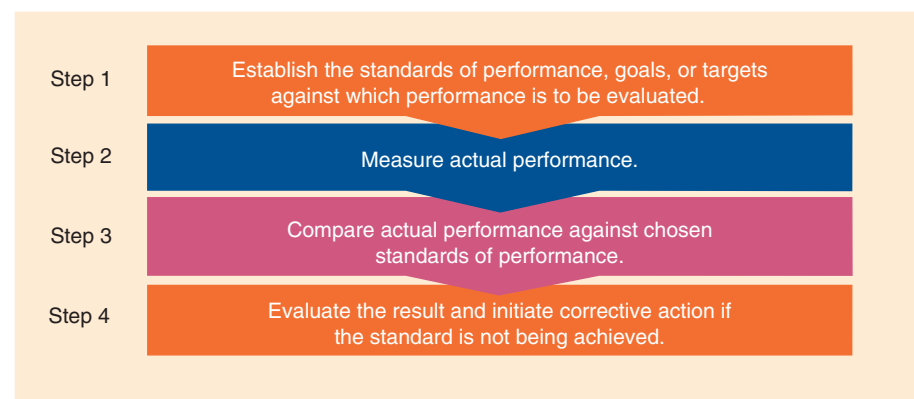 Step 1
Establish the standards of performance, goals, or targets
against which performance is to be evaluated.
Step 2
Measure actual performance.
Step 3
Compare actual performance against chosen
standards of performance.
Step 4
Evaluate the result and initiate corrective action if
the standard is not being achieved.